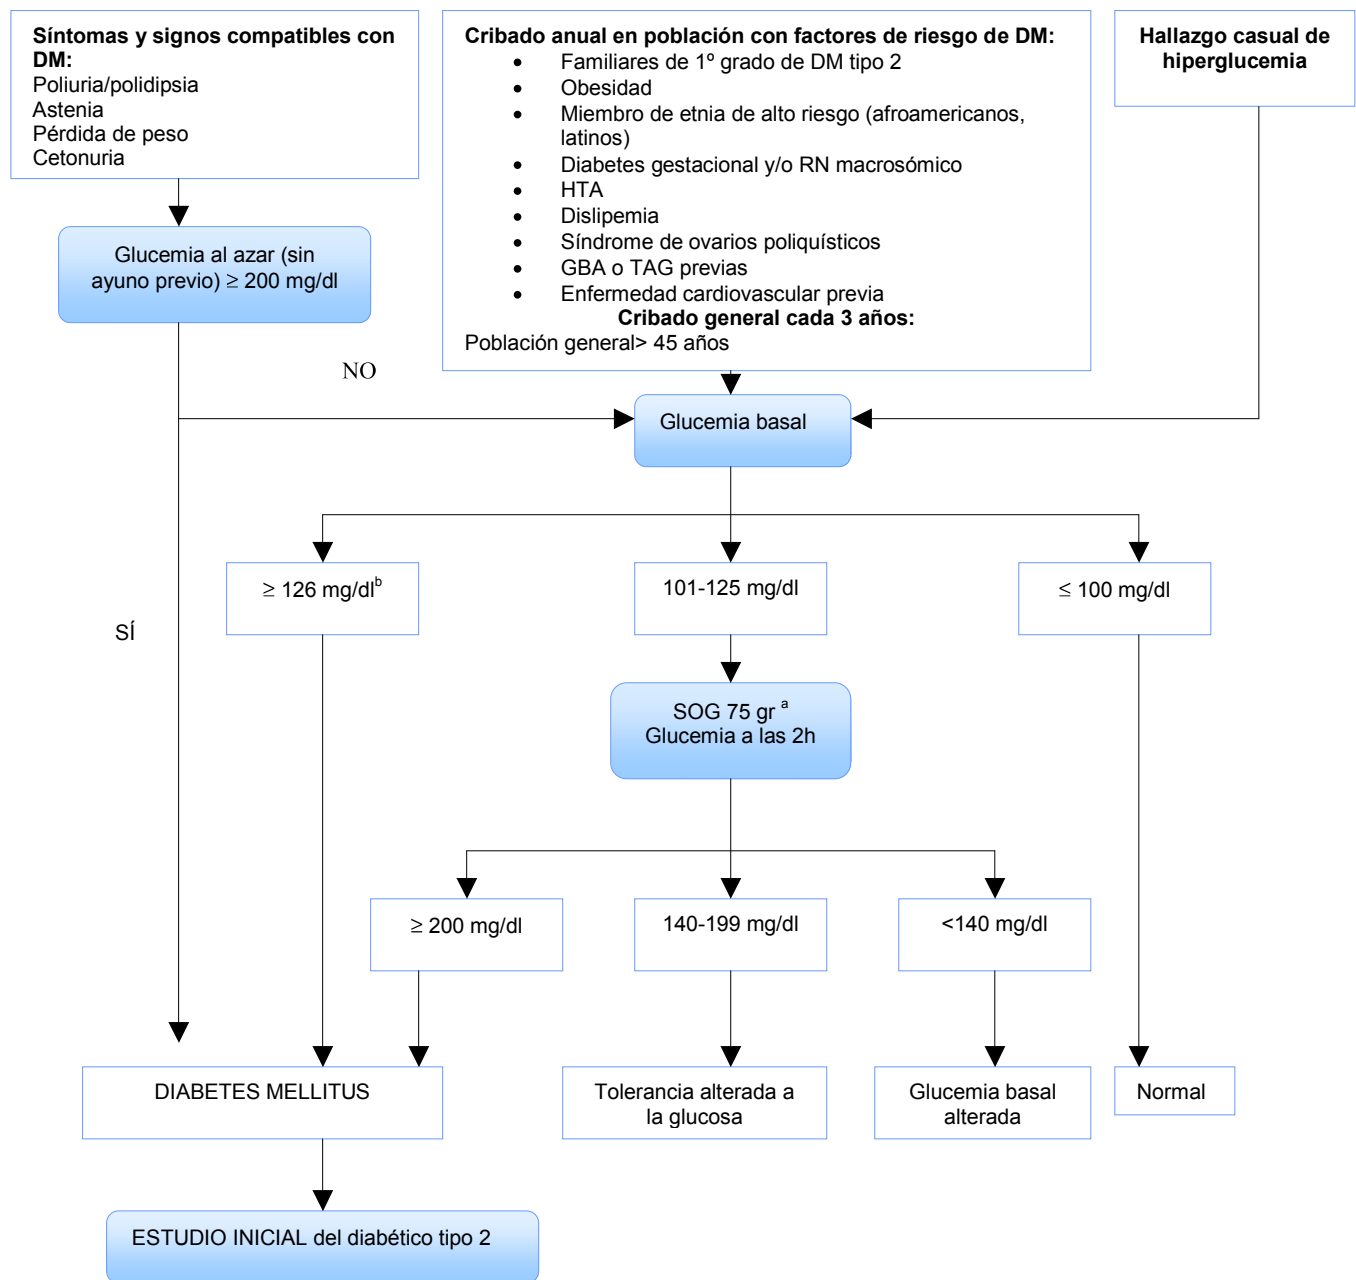 Síntomas y signos compatibles con
DM:
Poliuria/polidipsia
Astenia
Pérdida de peso
Cetonuria
Cribado anual en población con factores de riesgo de DM:
• Familiares de 1º grado de DM tipo 2
• Obesidad
• Miembro de etnia de alto riesgo (afroamericanos,
latinos)
• Diabetes gestacional y/o RN macrosómico
• HTA
• Dislipemia
• Síndrome de ovarios poliquísticos
• GBA o TAG previas
• Enfermedad cardiovascular previa
Cribado general cada 3 años:
Población general> 45 años
Hallazgo casual de
hiperglucemia
Glucemia al azar (sin
ayuno previo) ≥ 200 mg/dl
NO
Glucemia basal
≥ 126 mg/dl^b
101-125 mg/dl
≤ 100 mg/dl
SÍ
SOG 75 gr ^a
Glucemia a las 2h
≥ 200 mg/dl
140-199 mg/dl
<140 mg/dl
DIABETES MELLITUS
Tolerancia alterada a
la glucosa
Glucemia basal
alterada
Normal
ESTUDIO INICIAL del diabético tipo 2